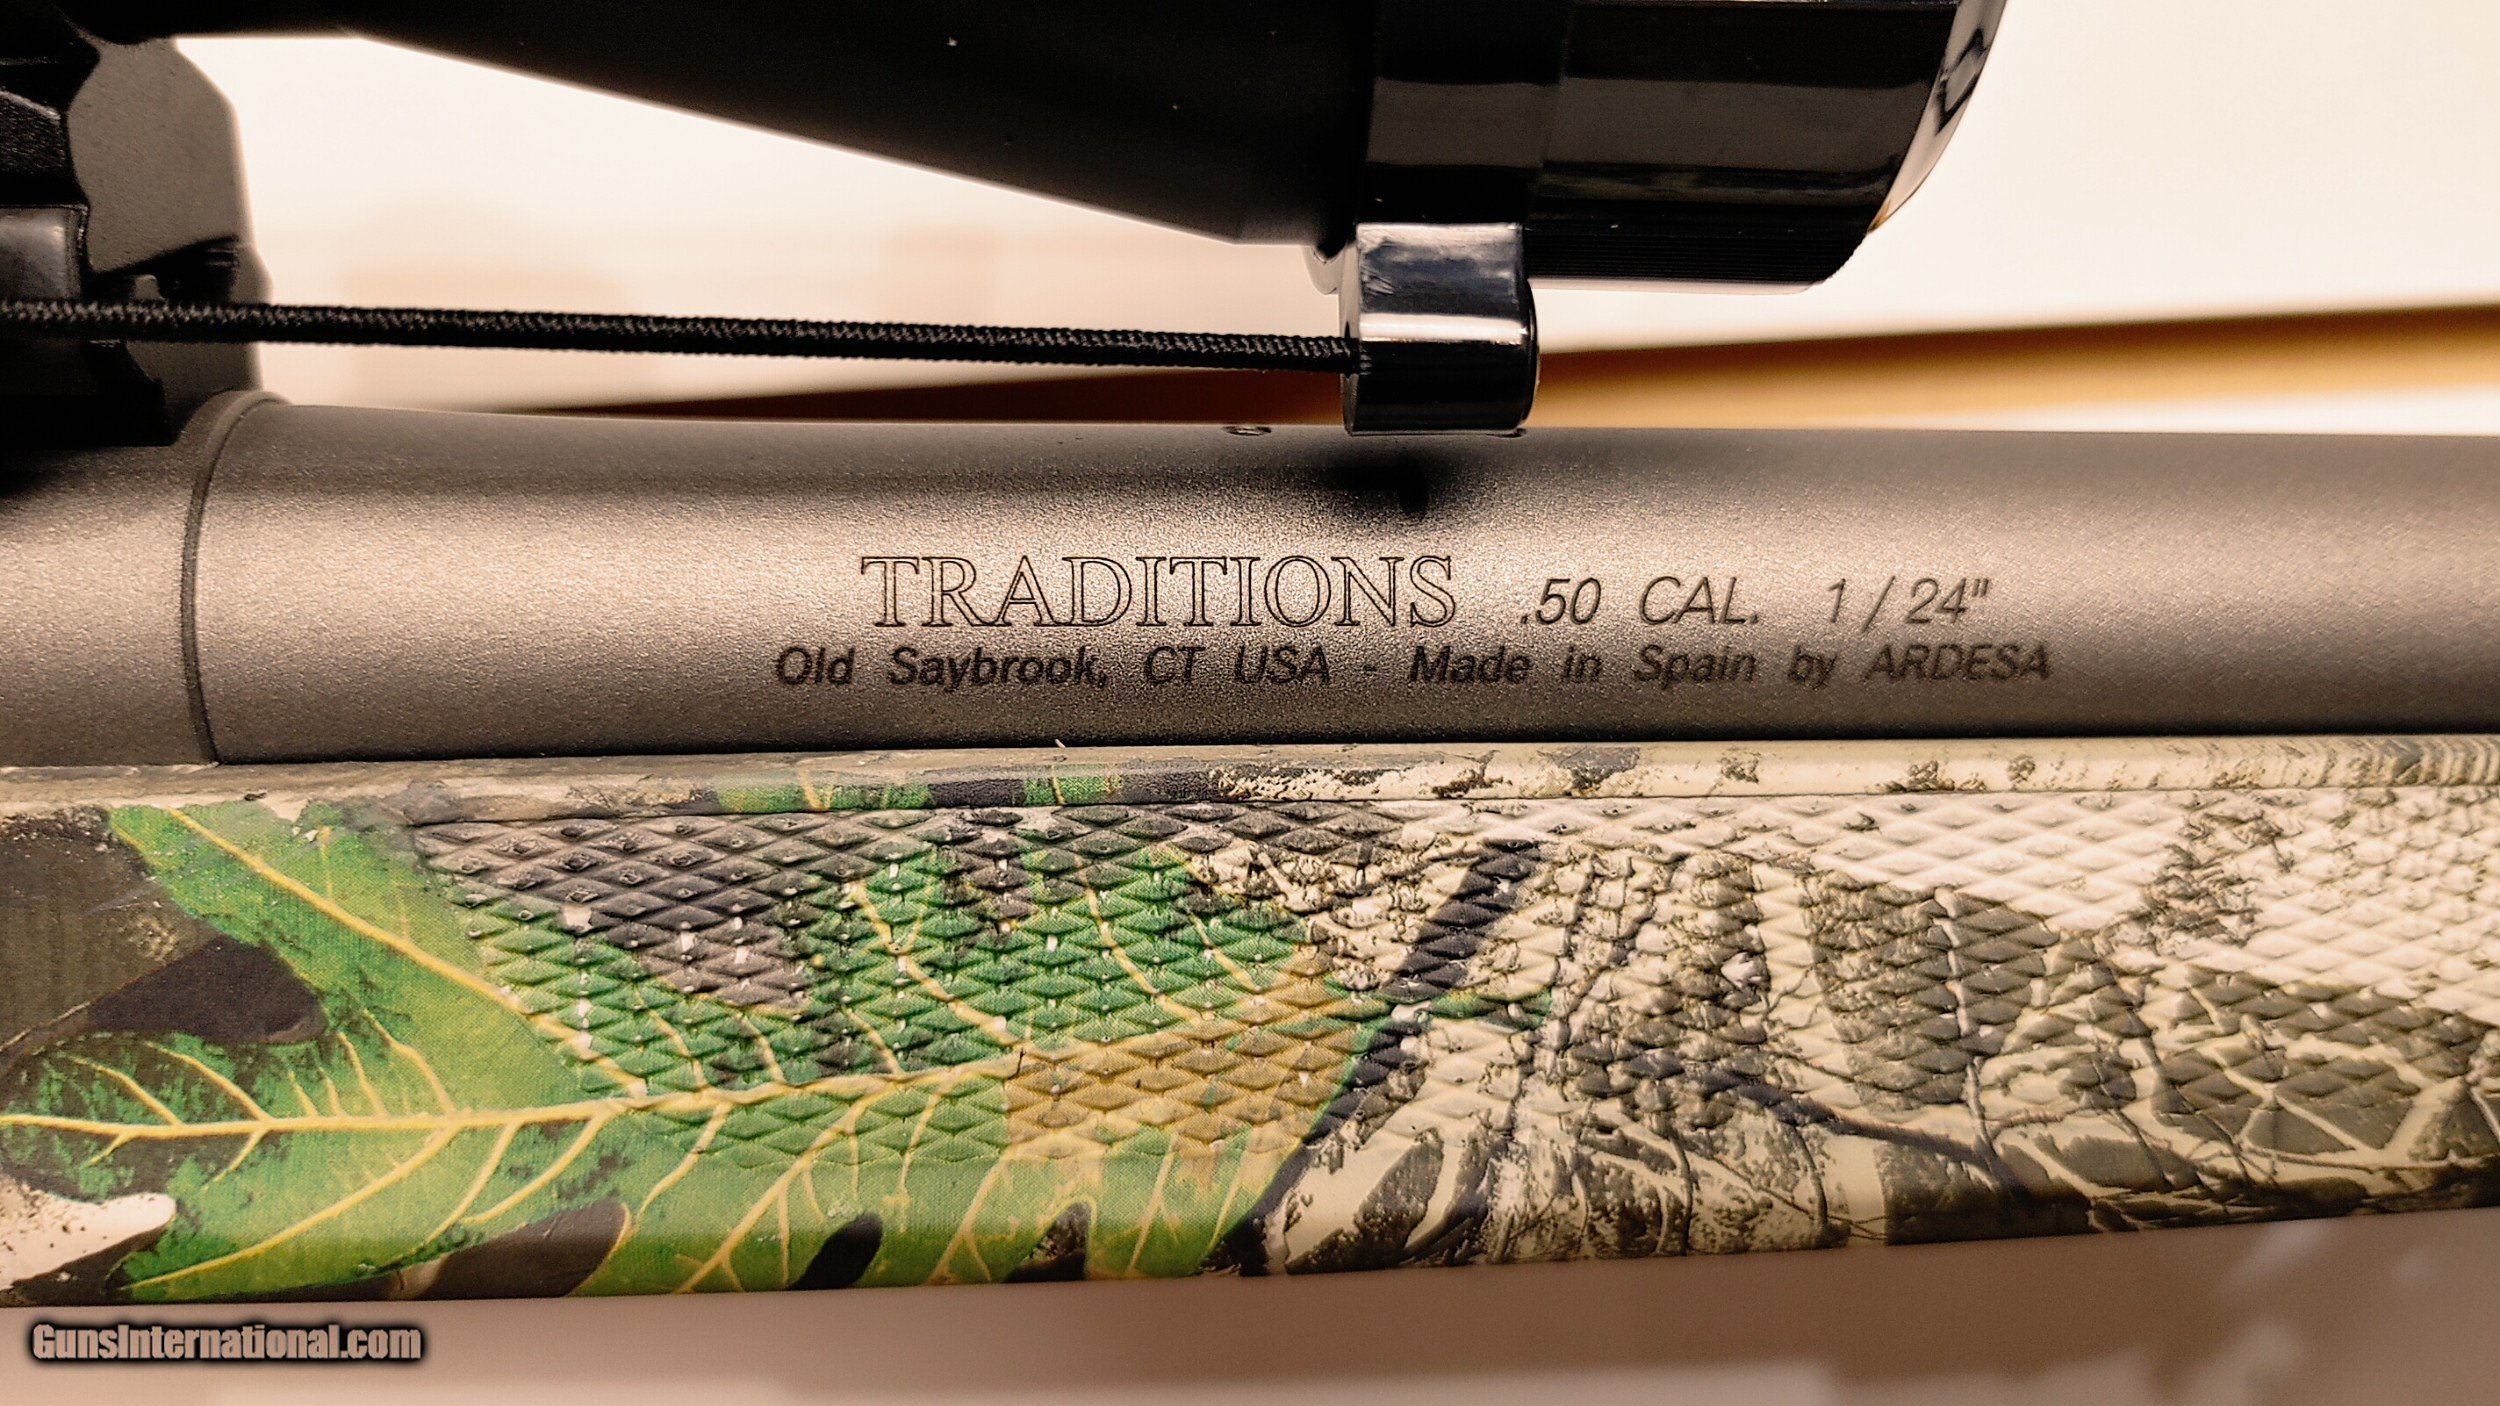 TRADITIONS .50 CAL. 1/24"
Old Saybrook, CT USA - Made in Spain by ARDESA
GunsInternational.com